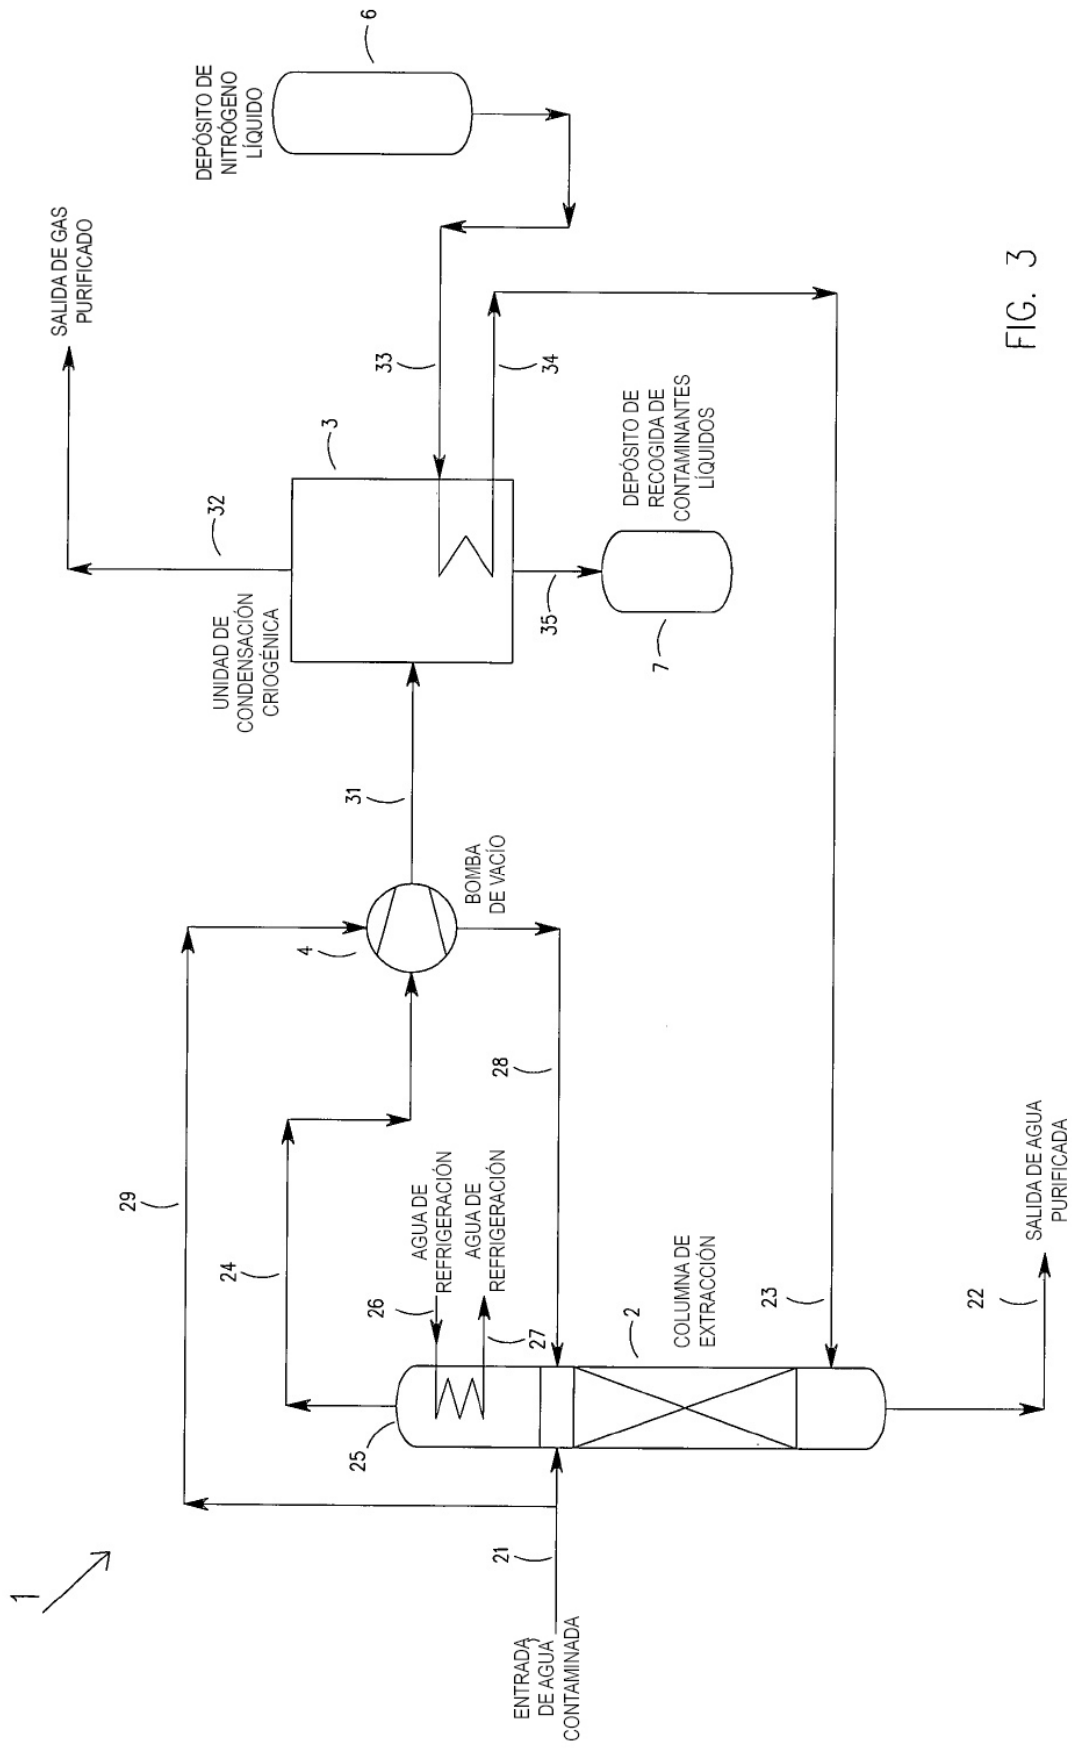 1
29
24
SALIDA DE GAS
PURIFICADO
32
DEPÓSITO DE
NITRÓGENO
LÍQUIDO
6
UNIDAD DE
CONDENSACIÓN
CRIOGÉNICA
3
33
34
4
31
BOMBA
DE VACÍO
25
26
AGUA DE
REFRIGERACIÓN
AGUA DE
REFRIGERACIÓN
27
28
35
7
DEPÓSITO DE
RECOGIDA DE
CONTAMINANTES
LÍQUIDOS
ENTRADA
DE AGUA
CONTAMINADA
21
2
COLUMNA DE
EXTRACCIÓN
23
22
SALIDA DE AGUA
PURIFICADA
FIG. 3